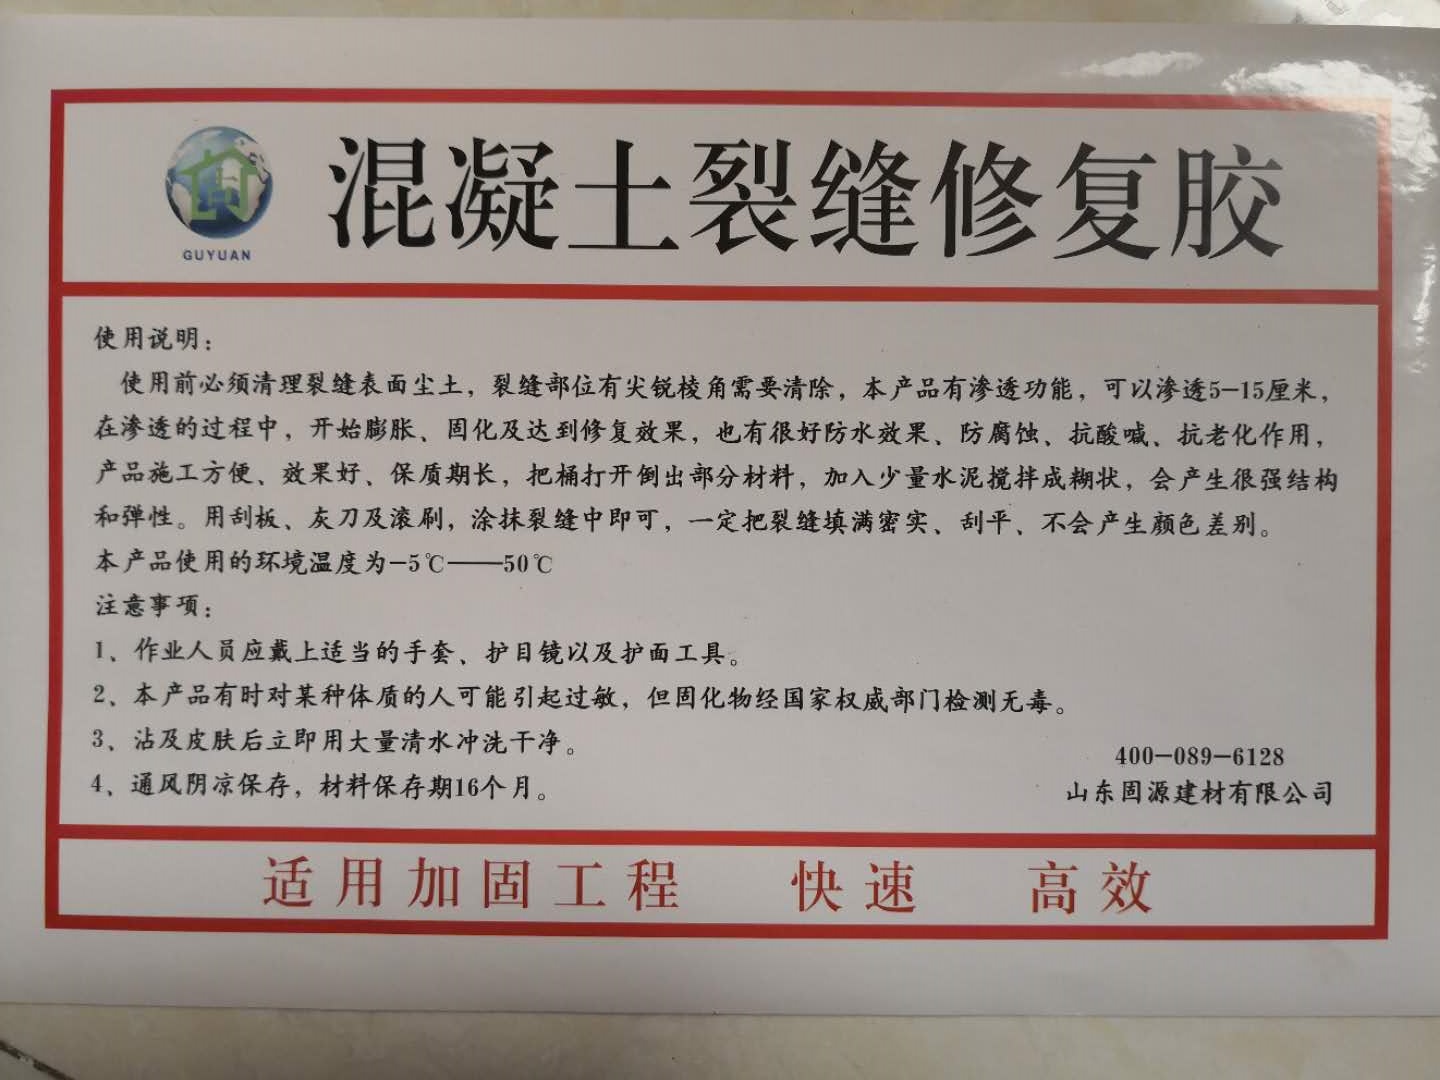 GUYUAN
混凝土裂缝修复胶
使用说明：
使用前必须清理裂缝表面尘土，裂缝部位有尖锐棱角需要清除，本产品有渗透功能，可以渗透5-15厘米，
在渗透的过程中，开始膨胀、固化及达到修复效果，也有很好防水效果、防腐蚀、抗酸喊、抗老化作用，
产品施工方便、效果好、保质期长，把桶打开倒出部分材料，加入少量水泥搅拌成糊状，会产生很强结构
和弹性。用刮板、灰刀及滚刷，涂抹裂缝中即可，一定把裂缝填满密实、刮平、不会产生颜色差别。
本产品使用的环境温度为-5℃——50℃
注意事项：
1、作业人员应戴上适当的手套、护目镜以及护面工具。
2、本产品有时对某种体质的人可能引起过敏，但固化物经国家权威部门检测无毒。
3、沾及皮肤后立即用大量清水冲洗干净。
4、通风阴凉保存，材料保存期16个月。
400-089-6128
山东固源建材有限公司
适用加固工程 快速 高效